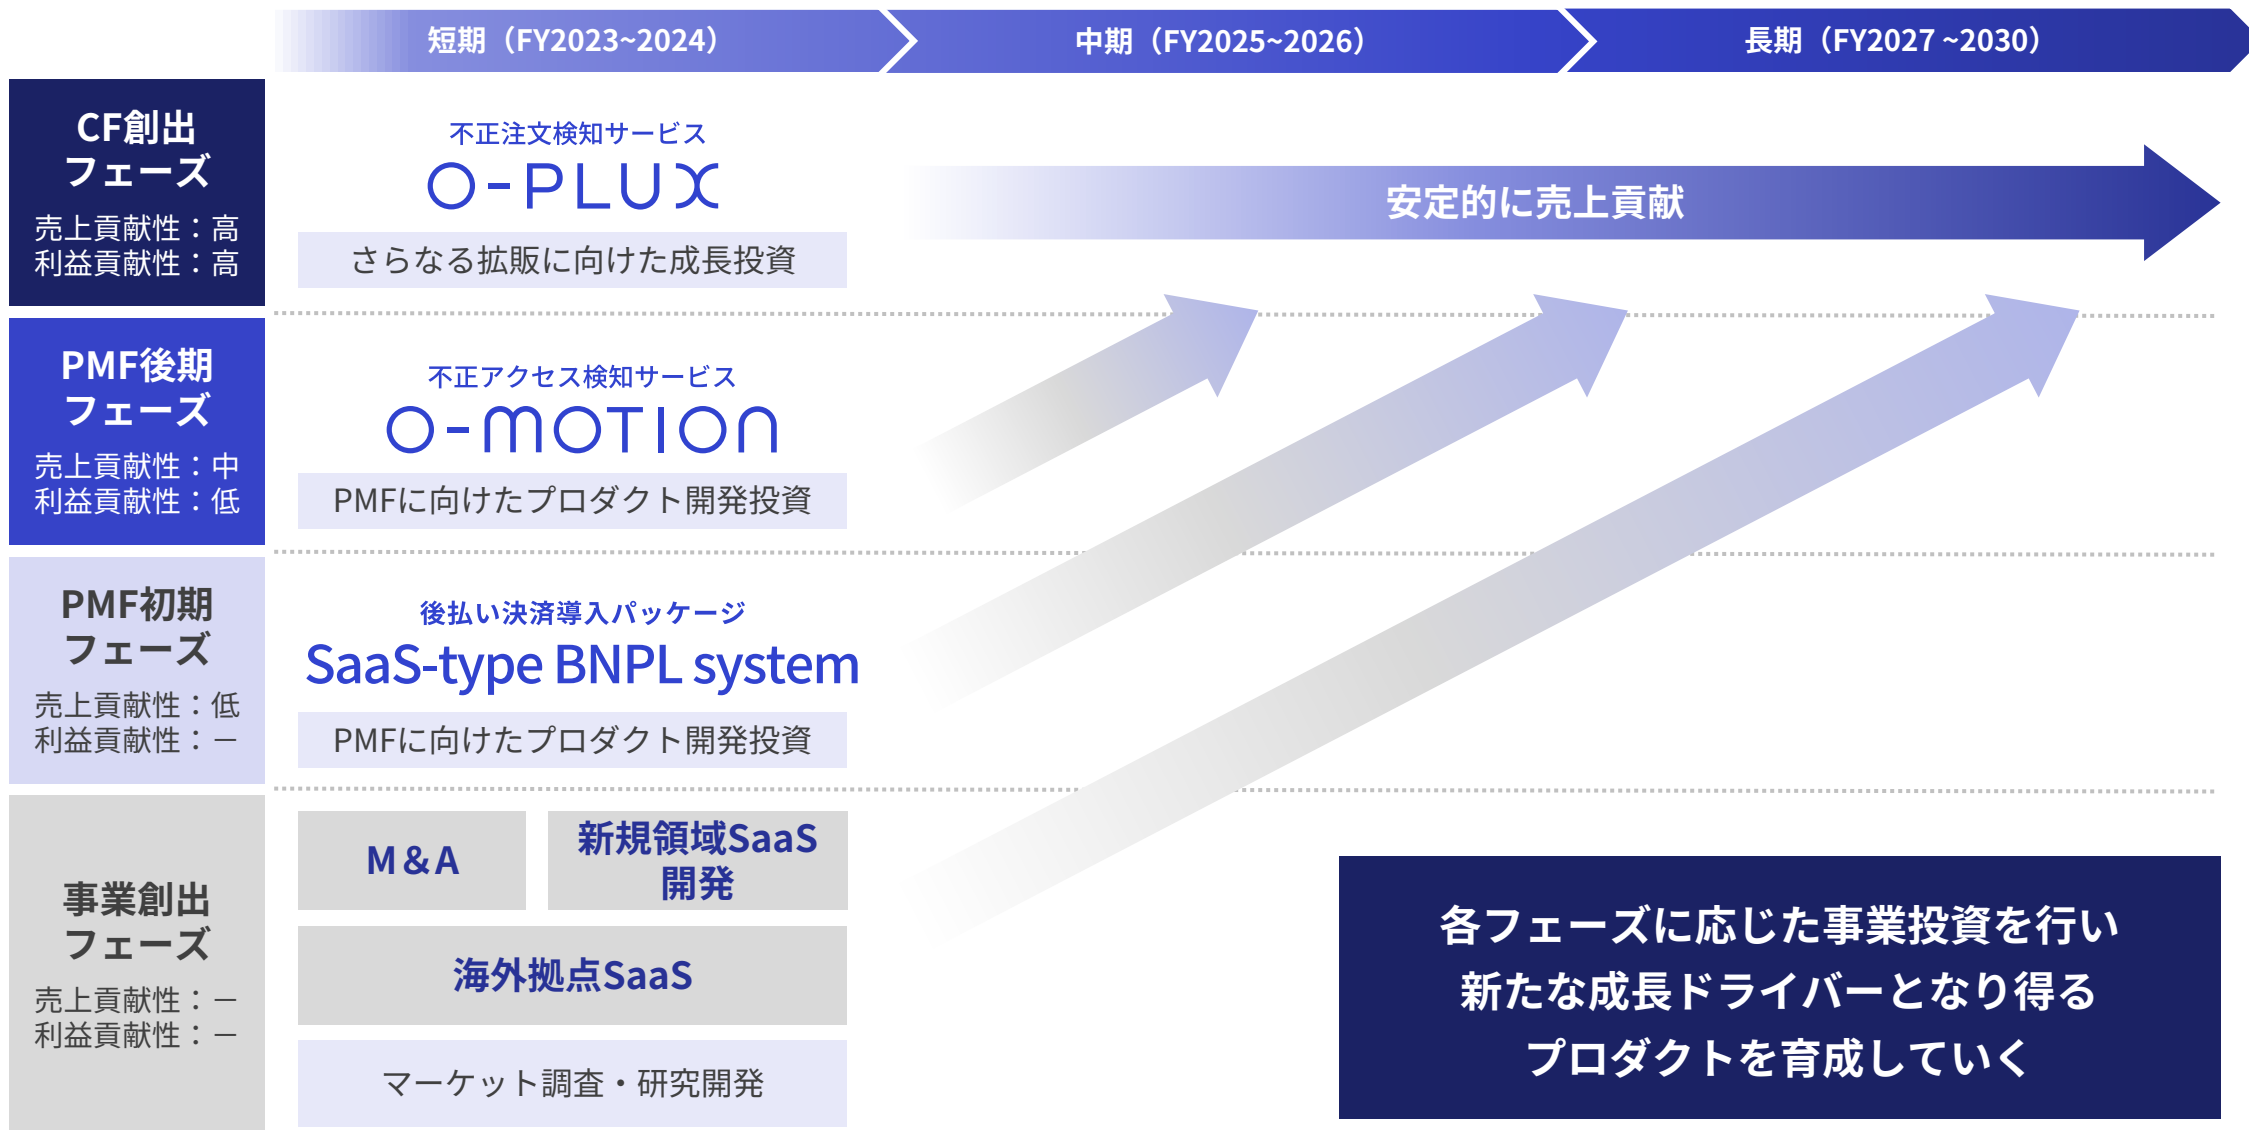 短期（FY2023~2024）
中期（FY2025~2026）
長期（FY2027 ~2030）
CF創出
フェーズ
売上貢献性：高
利益貢献性：高
不正注文検知サービス
O-PLUX
さらなる拡販に向けた成長投資
安定的に売上貢献
PMF後期
フェーズ
売上貢献性：中
利益貢献性：低
不正アクセス検知サービス
O-MOTION
PMFに向けたプロダクト開発投資
PMF初期
フェーズ
売上貢献性：低
利益貢献性：－
後払い決済導入パッケージ
SaaS-type BNPL system
PMFに向けたプロダクト開発投資
事業創出
フェーズ
売上貢献性：－
利益貢献性：－
M＆A
新規領域SaaS
開発
海外拠点SaaS
マーケット調査・研究開発
各フェーズに応じた事業投資を行い
新たな成長ドライバーとなり得る
プロダクトを育成していく